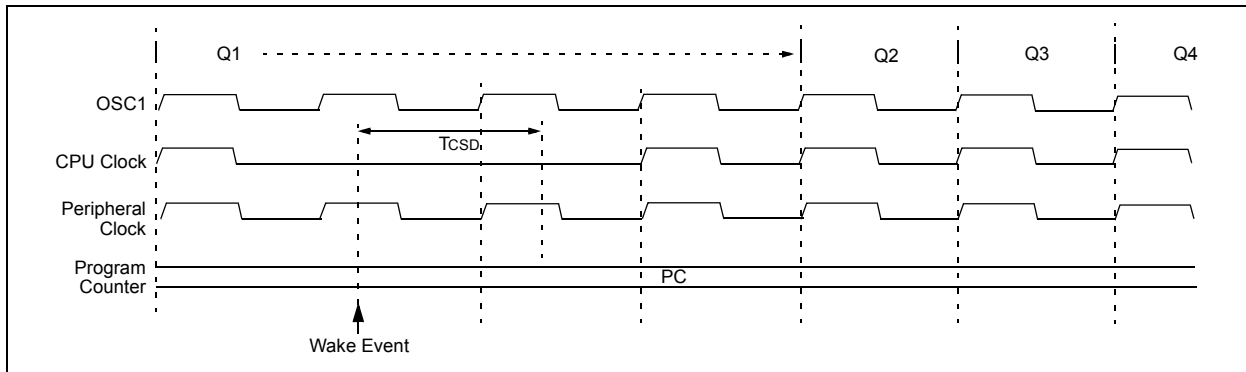 Q1 Q2 Q3 Q4
OSC1
TCSD
CPU Clock
Peripheral
Clock
Program
Counter
PC
Wake Event